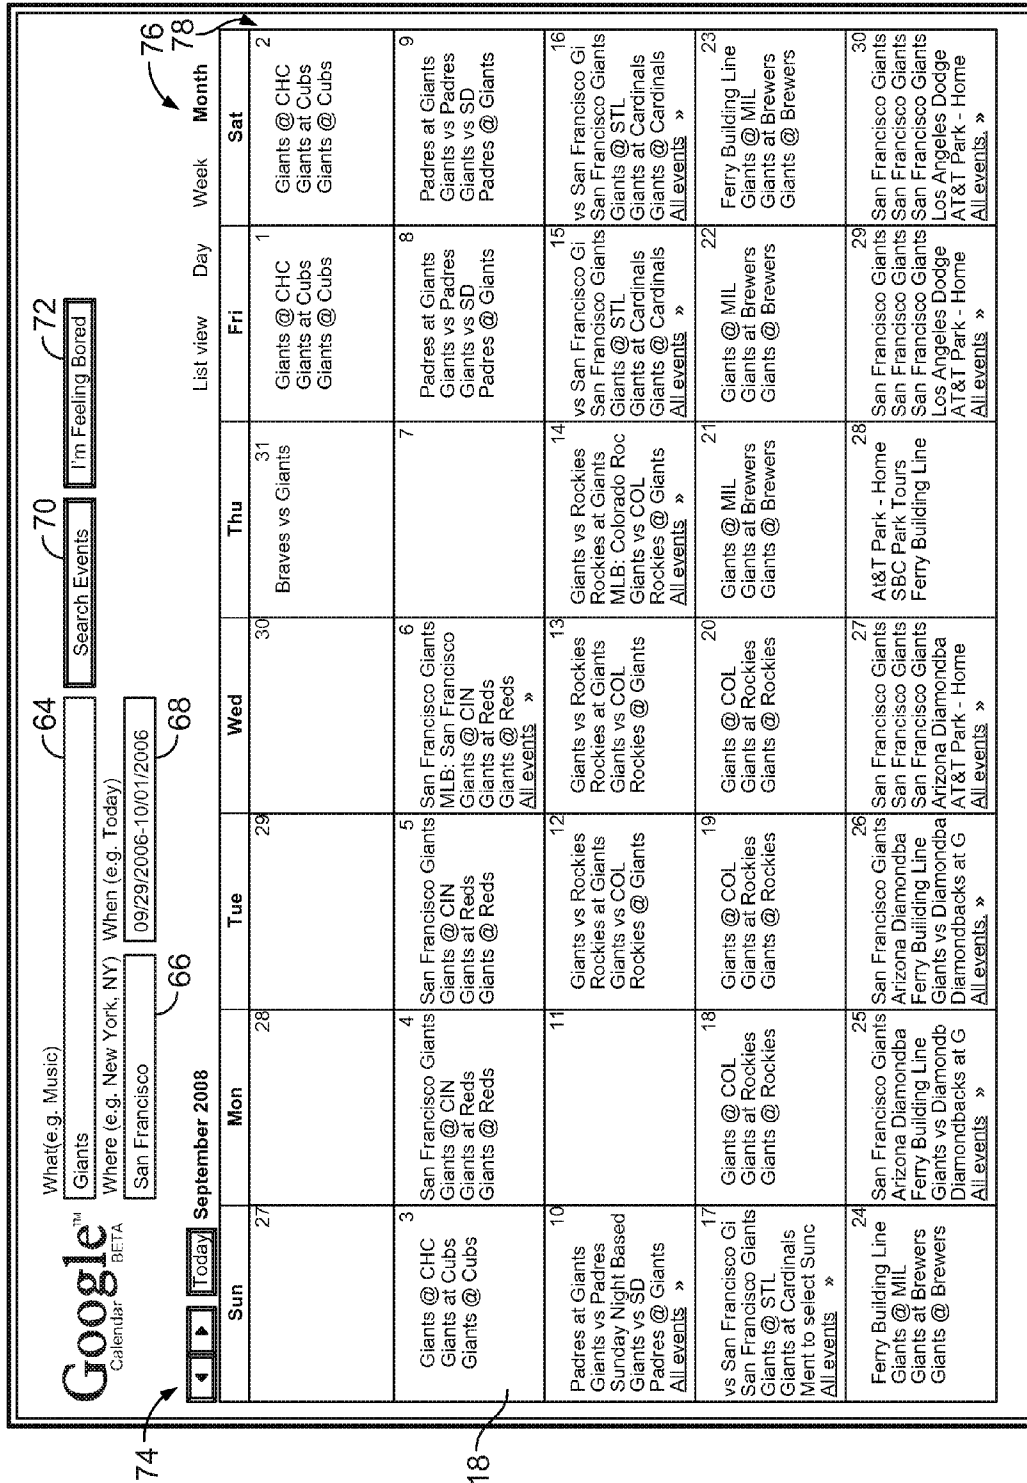 Google™
Calendar BETA
What(e.g. Music)
Giants
64
Where (e.g. New York, NY)
San Francisco
66
When (e.g. Today)
09/29/2006-10/01/2006
68
Search Events
70
I'm Feeling Bored
72
74
◄ ► Today September 2008
List view Day Week Month
76
78
Sun Mon Tue Wed Thu Fri Sat
27
28
29
30
31
Braves vs Giants
1
Giants @ CHC
Giants at Cubs
Giants @ Cubs
2
Giants @ CHC
Giants at Cubs
Giants @ Cubs
3
Giants @ CHC
Giants at Cubs
Giants @ Cubs
4
San Francisco Giants
Giants @ CIN
Giants at Reds
Giants @ Reds
5
San Francisco Giants
Giants @ CIN
Giants at Reds
Giants @ Reds
6
San Francisco Giants
MLB: San Francisco
Giants @ CIN
Giants at Reds
Giants @ Reds
All events »
7
8
Padres at Giants
Giants vs Padres
Giants vs SD
Padres @ Giants
9
Padres at Giants
Giants vs Padres
Giants vs SD
Padres @ Giants
18
10
Padres at Giants
Giants vs Padres
Sunday Night Based
Giants vs SD
Padres @ Giants
All events »
11
12
Giants vs Rockies
Rockies at Giants
Giants vs COL
Rockies @ Giants
13
Giants vs Rockies
Rockies at Giants
Giants vs COL
Rockies @ Giants
14
Giants vs Rockies
Rockies at Giants
MLB: Colorado Roc
Giants vs COL
Rockies @ Giants
All events »
15
vs San Francisco Gi
San Francisco Giants
Giants @ STL
Giants at Cardinals
Giants @ Cardinals
All events »
16
vs San Francisco Gi
San Francisco Giants
Giants @ STL
Giants at Cardinals
Giants @ Cardinals
All events »
17
vs San Francisco Gi
San Francisco Giants
Giants @ STL
Giants at Cardinals
Ment to select Sunc
All events »
18
Giants @ COL
Giants at Rockies
Giants @ Rockies
19
Giants @ COL
Giants at Rockies
Giants @ Rockies
20
Giants @ COL
Giants at Rockies
Giants @ Rockies
21
Giants @ MIL
Giants at Brewers
Giants @ Brewers
22
Giants @ MIL
Giants at Brewers
Giants @ Brewers
23
Ferry Building Line
Giants @ MIL
Giants at Brewers
Giants @ Brewers
24
Ferry Building Line
Giants @ MIL
Giants at Brewers
Giants @ Brewers
25
San Francisco Giants
Arizona Diamondba
Ferry Building Line
Giants vs Diamondb
Diamondbacks at G
All events »
26
San Francisco Giants
Arizona Diamondba
Ferry Building Line
Giants vs Diamondba
Diamondbacks at G
All events. »
27
San Francisco Giants
San Francisco Giants
San Francisco Giants
Arizona Diamondba
AT&T Park - Home
All events »
28
At&T Park - Home
SBC Park Tours
Ferry Building Line
29
San Francisco Giants
San Francisco Giants
San Francisco Giants
Los Angeles Dodge
AT&T Park - Home
All events »
30
San Francisco Giants
San Francisco Giants
San Francisco Giants
Los Angeles Dodge
AT&T Park - Home
All events. »